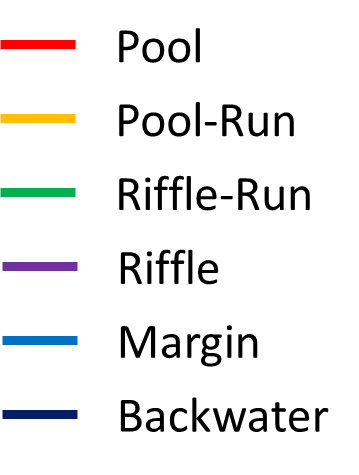 Pool
Pool-Run
Riffle-Run
Riffle
Margin
Backwater